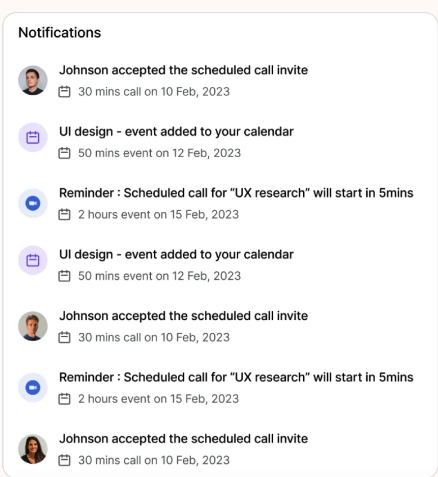 Notifications
Johnson accepted the scheduled call invite
30 mins call on 10 Feb, 2023
UI design - event added to your calendar
50 mins event on 12 Feb, 2023
Reminder : Scheduled call for “UX research” will start in 5mins
2 hours event on 15 Feb, 2023
UI design - event added to your calendar
50 mins event on 12 Feb, 2023
Johnson accepted the scheduled call invite
30 mins call on 10 Feb, 2023
Reminder : Scheduled call for “UX research” will start in 5mins
2 hours event on 15 Feb, 2023
Johnson accepted the scheduled call invite
30 mins call on 10 Feb, 2023